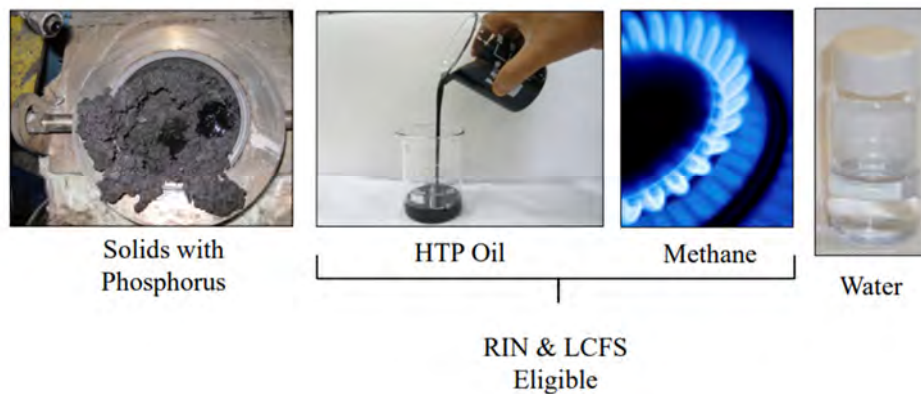 Solids with
Phosphorus
HTP Oil
Methane
Water
RIN & LCFS
Eligible